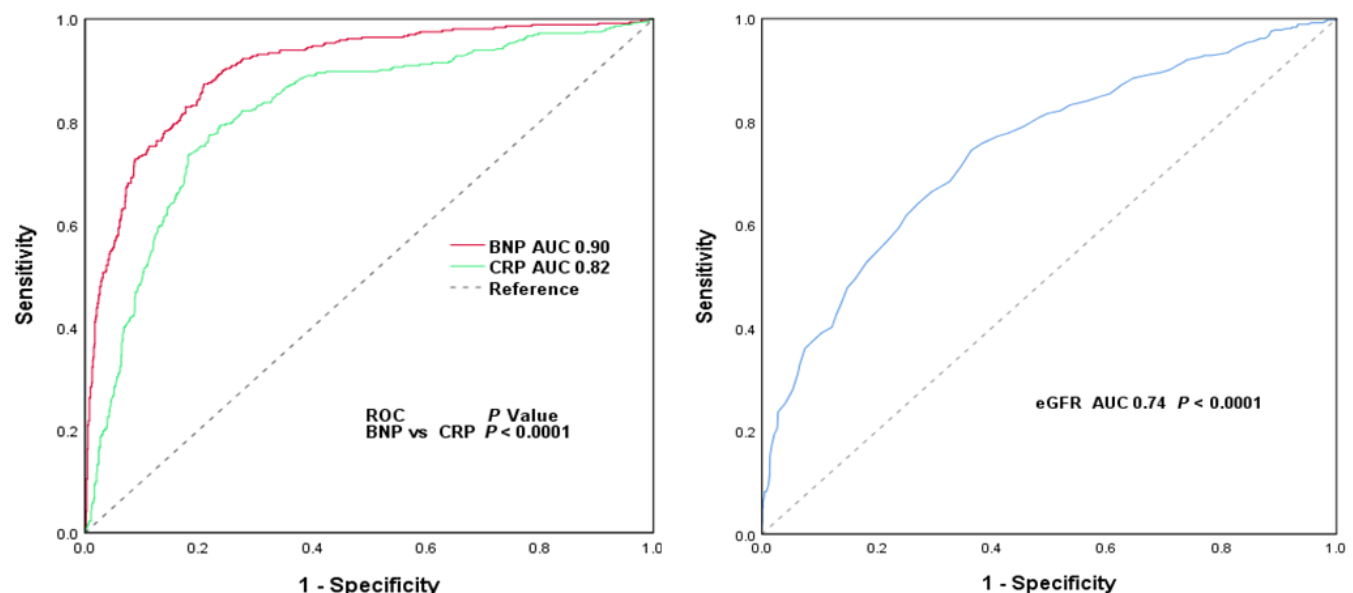 1.0
0.8
0.6
0.4
0.2
0.0
Sensitivity
BNP AUC 0.90
CRP AUC 0.82
Reference
ROC P Value
BNP vs CRP P < 0.0001
0.0 0.2 0.4 0.6 0.8 1.0
1 - Specificity
1.0
0.8
0.6
0.4
0.2
0.0
Sensitivity
eGFR AUC 0.74 P < 0.0001
0.0 0.2 0.4 0.6 0.8 1.0
1 - Specificity